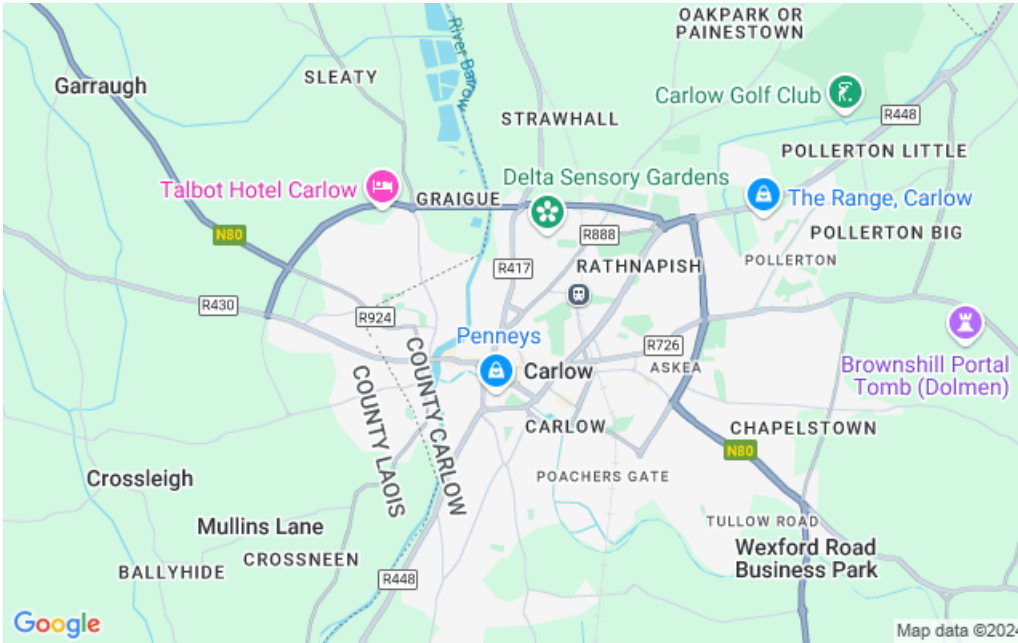 OAKPARK OR
PAINESTOWN
River Barrow
SLEATY
Garraugh
Carlow Golf Club
R448
STRAWHALL
POLLERTON LITTLE
Talbot Hotel Carlow
GRAIGUE
Delta Sensory Gardens
The Range, Carlow
N80
R888
POLLERTON BIG
R417
RATHNAPISH
POLLERTON
R430
R924
Penneys
R726
Brownshill Portal
Tomb (Dolmen)
Carlow
ASKEA
COUNTY CARLOW
COUNTY LAOIS
CARLOW
CHAPELSTOWN
N80
Crossleigh
POACHERS GATE
Mullins Lane
TULLOW ROAD
CROSSNEEN
Wexford Road
Business Park
BALLYHIDE
R448
Google
Map data ©2024